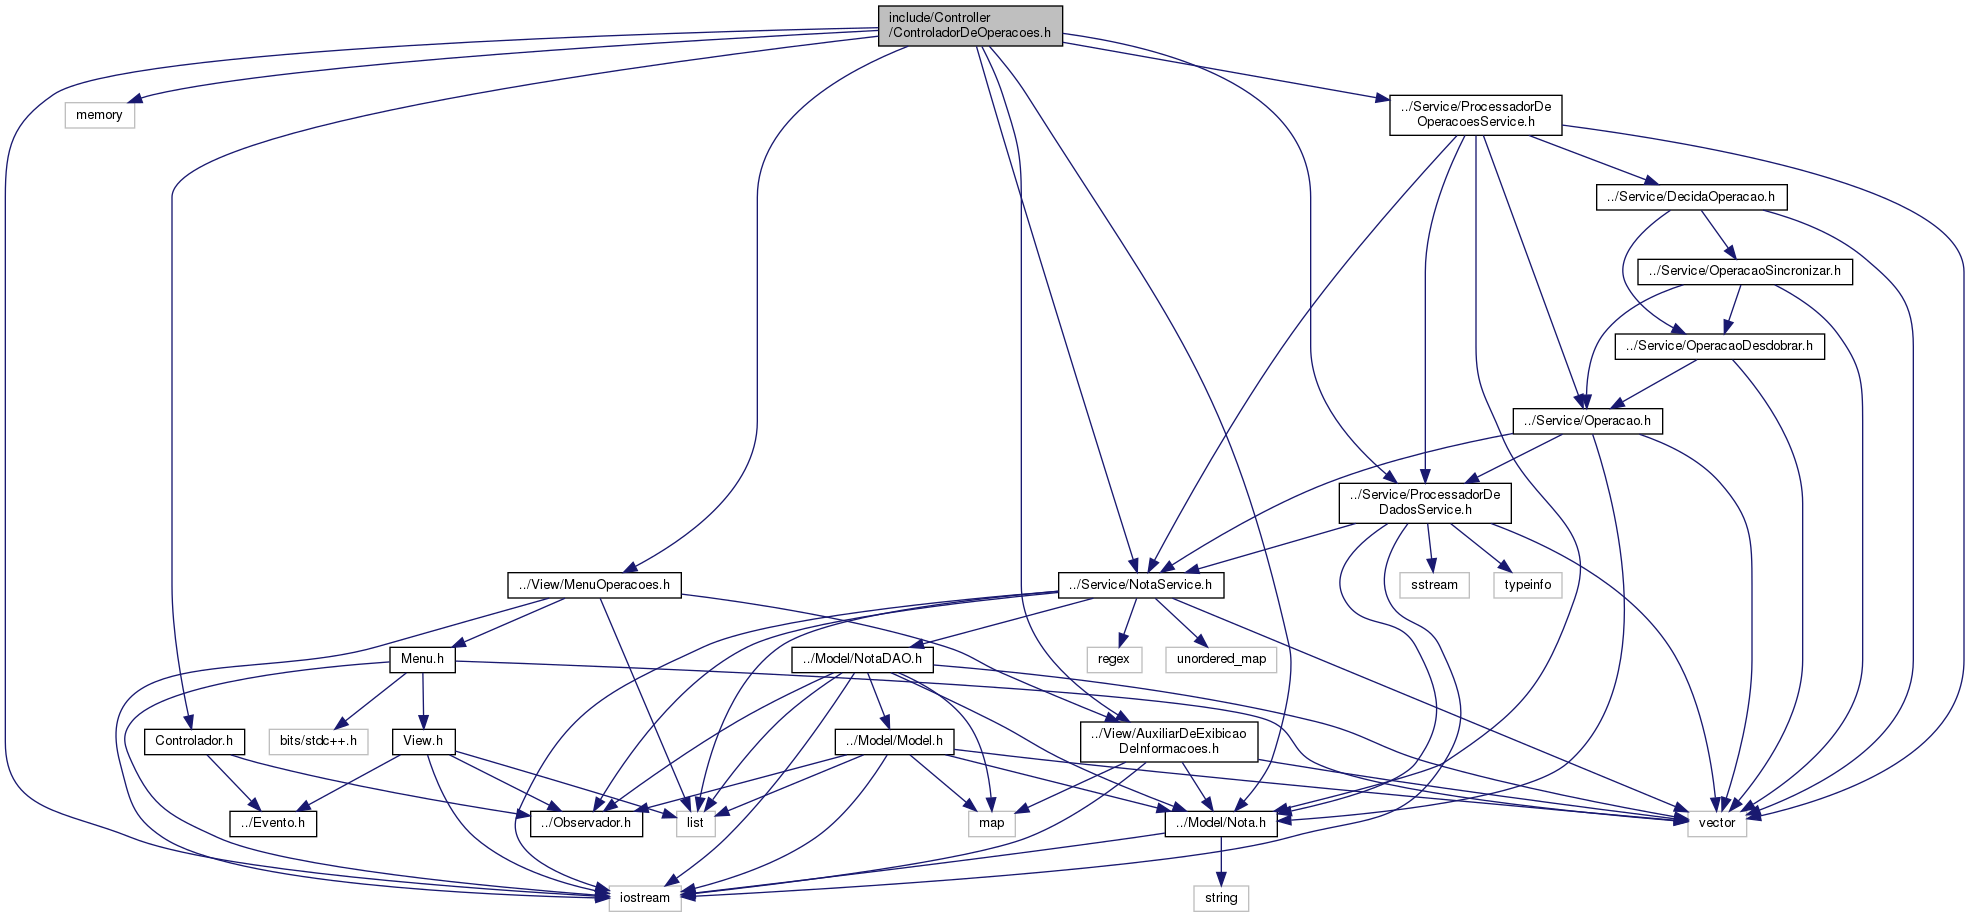 include/Controller
/ControladorDeOperacoes.h
memory
../Service/ProcessadorDe
OperacoesService.h
../Service/DecidaOperacao.h
../Service/OperacaoSincronizar.h
../Service/OperacaoDesdobrar.h
../Service/Operacao.h
../Service/ProcessadorDe
DadosService.h
../View/MenuOperacoes.h
../Service/NotaService.h
sstream
typeinfo
Menu.h
../Model/NotaDAO.h
regex
unordered_map
Controlador.h
bits/stdc++.h
View.h
../Model/Model.h
../View/AuxiliarDeExibicao
DeInformacoes.h
../Evento.h
../Observador.h
list
map
../Model/Nota.h
vector
iostream
string